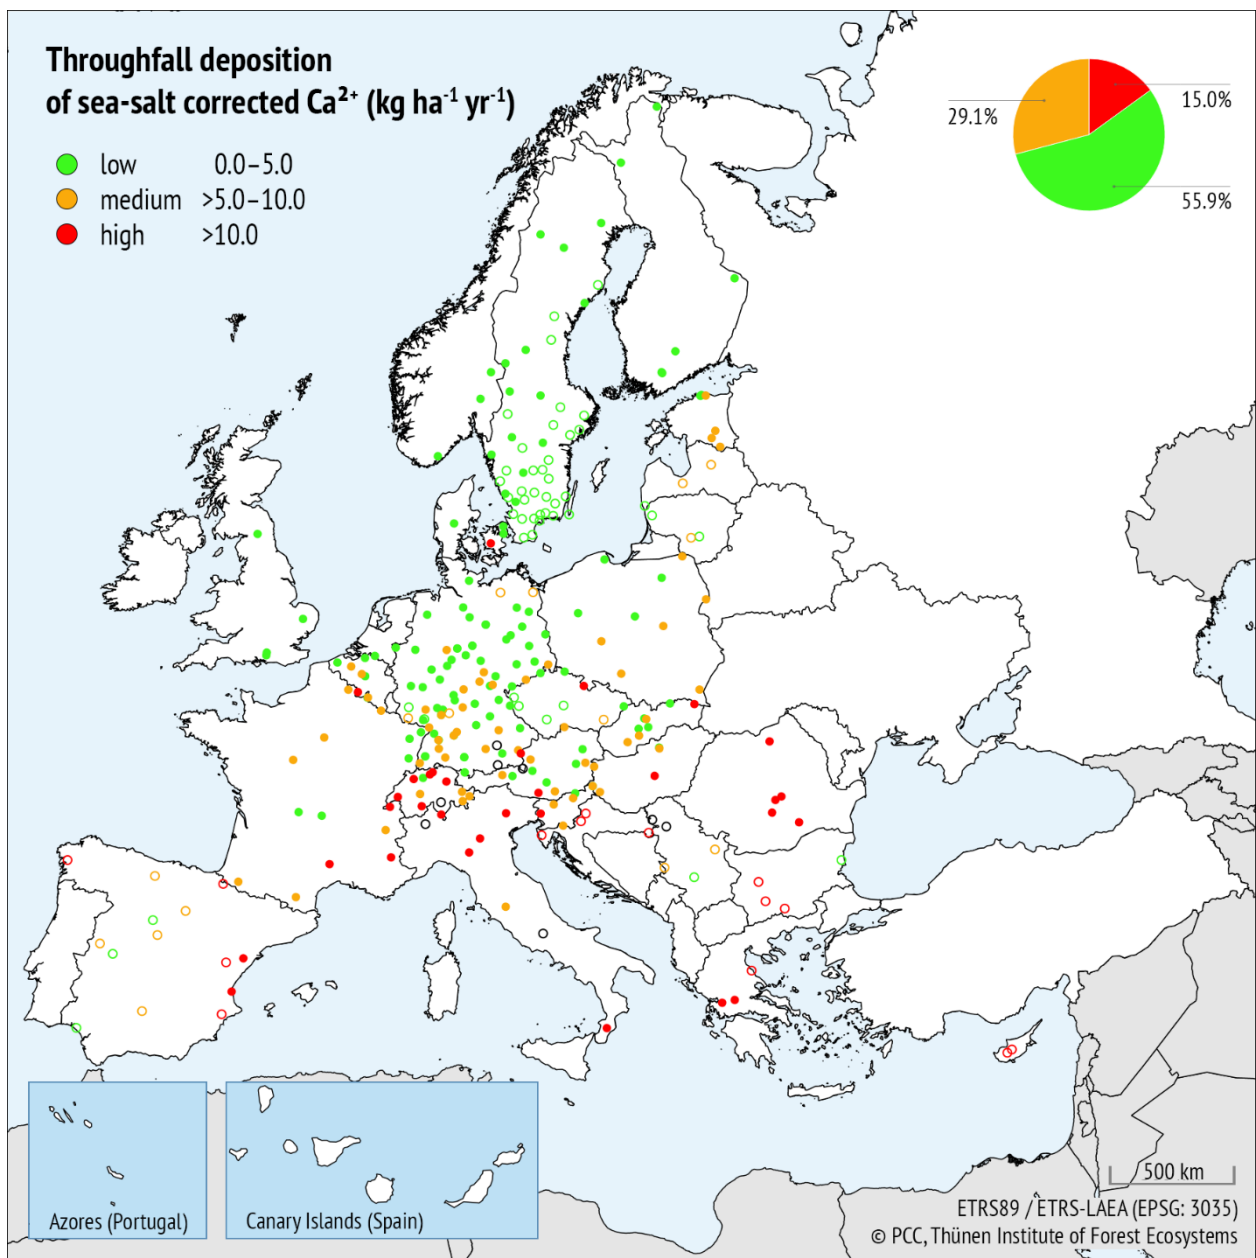 Throughfall deposition
of sea-salt corrected Ca²⁺ (kg ha⁻¹ yr⁻¹)
low 0.0–5.0
medium >5.0–10.0
high >10.0
29.1%
15.0%
55.9%
Azores (Portugal)
Canary Islands (Spain)
500 km
ETRS89 / ETRS-LAEA (EPSG: 3035)
© PCC, Thünen Institute of Forest Ecosystems